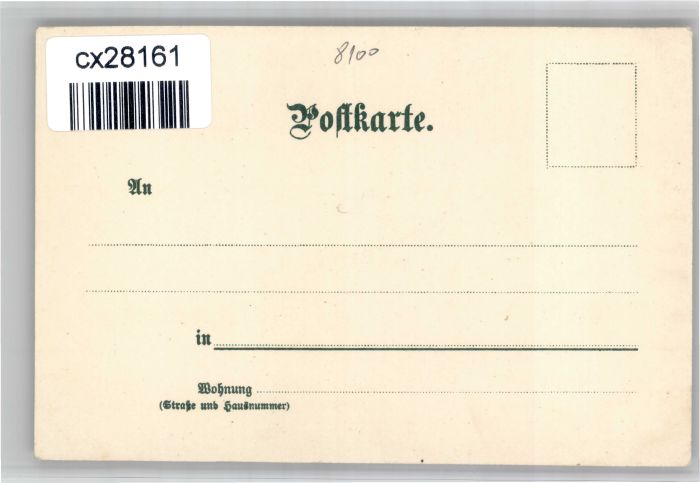 cx28161
8100
Postkarte.
An
in
Wohnung
(Straße und Hausnummer)